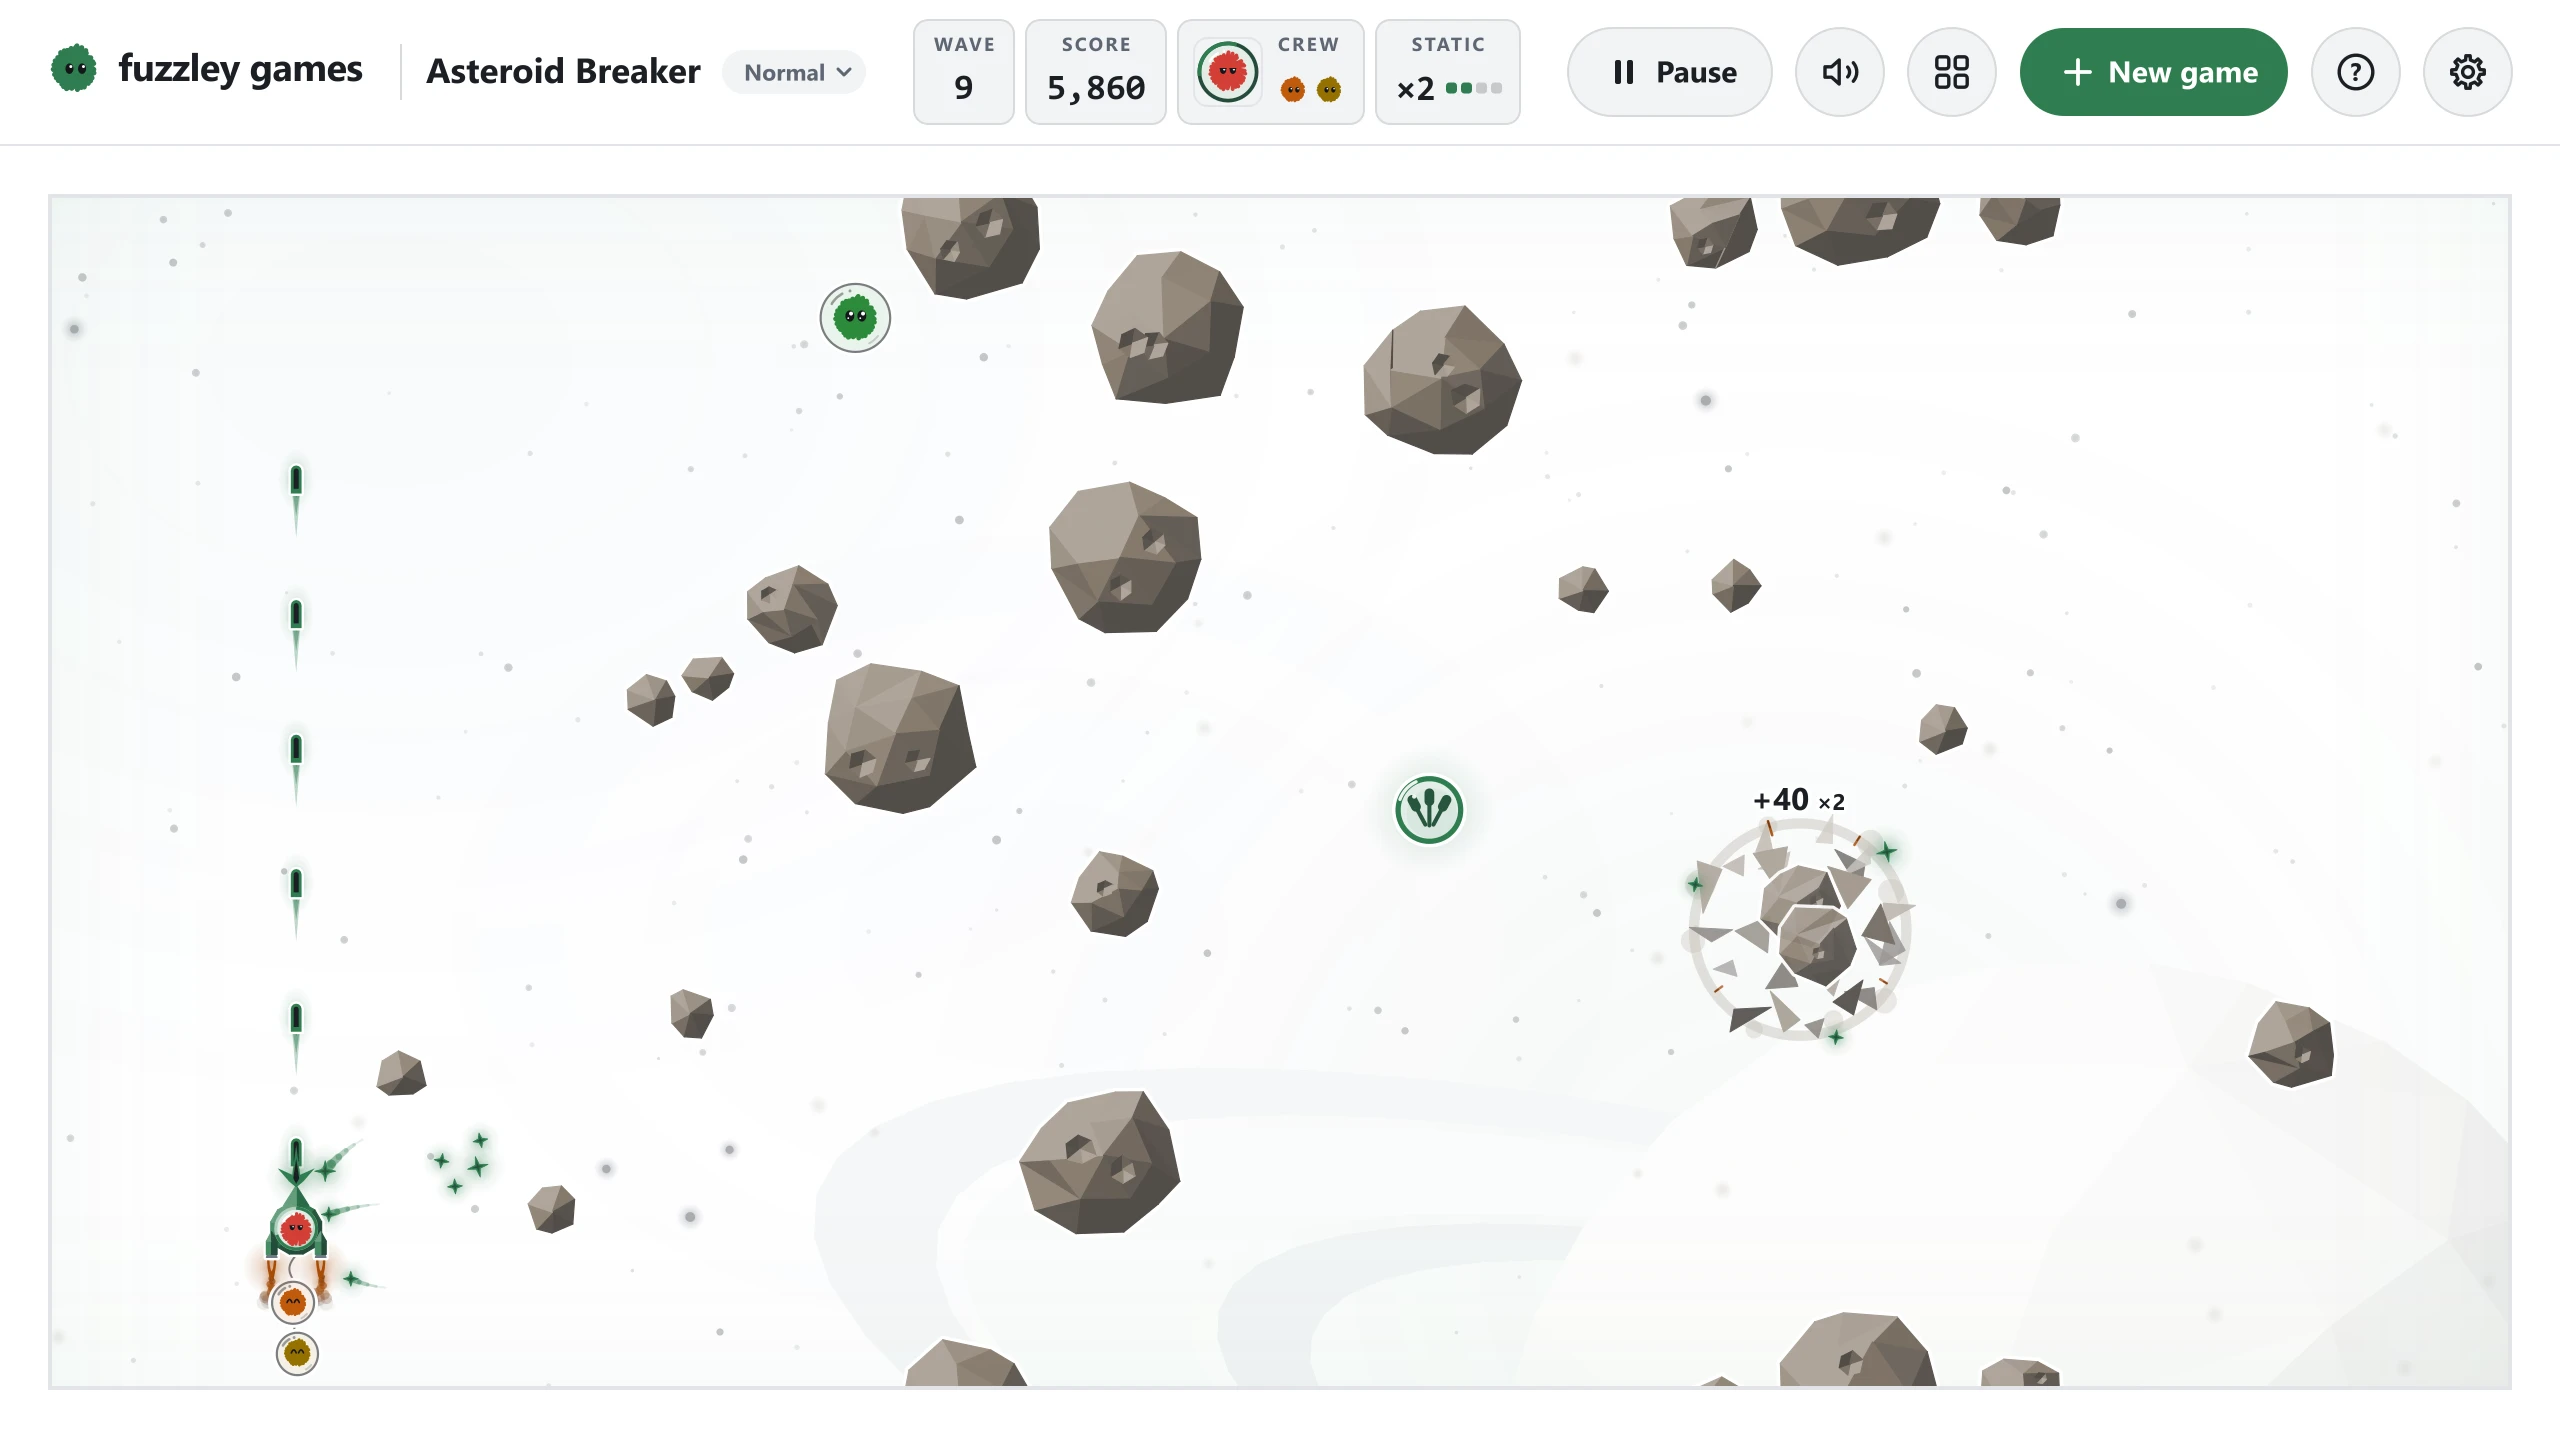 fuzzley games
Asteroid Breaker
Normal
WAVE
9
SCORE
5,860
CREW
STATIC
×2
Pause
New game
?
+40 ×2